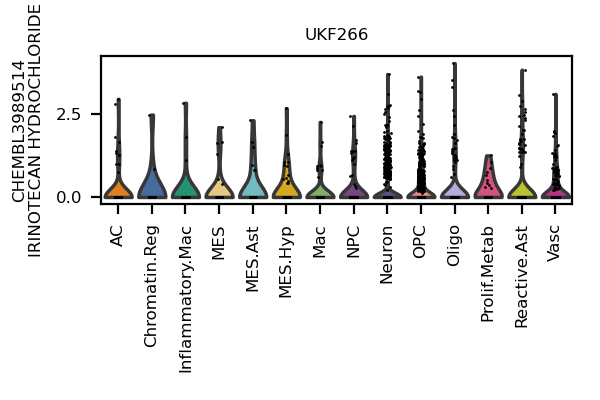 UKF266
CHEMBL3989514
IRINOTECAN HYDROCHLORIDE
2.5
0.0
AC
Chromatin.Reg
Inflammatory.Mac
MES
MES.Ast
MES.Hyp
Mac
NPC
Neuron
OPC
Oligo
Prolif.Metab
Reactive.Ast
Vasc